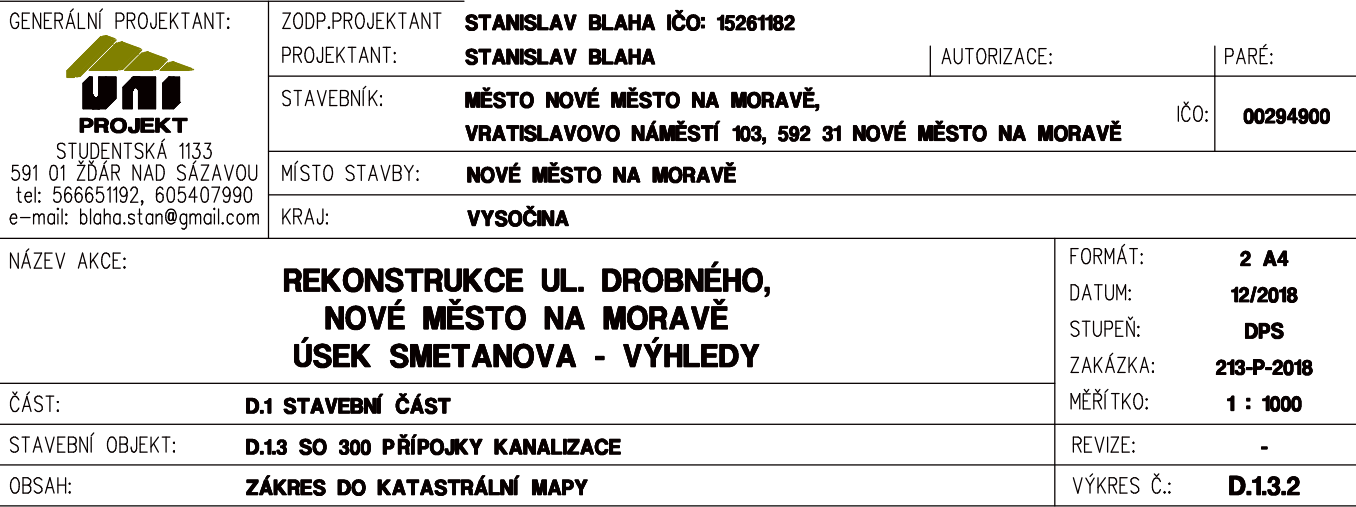 GENERÁLNÍ PROJEKTANT:
UNI
PROJEKT
STUDENTSKÁ 1133
591 01 ŽĎÁR NAD SÁZAVOU
tel: 566651192, 605407990
e-mail: blaha.stan@gmail.com
ZODP.PROJEKTANT STANISLAV BLAHA IČO: 15261182
PROJEKTANT: STANISLAV BLAHA AUTORIZACE: PARÉ:
STAVEBNÍK: MĚSTO NOVÉ MĚSTO NA MORAVĚ,
VRATISLAVOVO NÁMĚSTÍ 103, 592 31 NOVÉ MĚSTO NA MORAVĚ
IČO: 00294900
MÍSTO STAVBY: NOVÉ MĚSTO NA MORAVĚ
KRAJ: VYSOČINA
NÁZEV AKCE:
REKONSTRUKCE UL. DROBNÉHO,
NOVÉ MĚSTO NA MORAVĚ
ÚSEK SMETANOVA - VÝHLEDY
FORMÁT: 2 A4
DATUM: 12/2018
STUPEŇ: DPS
ZAKÁZKA: 213-P-2018
MĚŘÍTKO: 1 : 1000
ČÁST: D.1 STAVEBNÍ ČÁST
STAVEBNÍ OBJEKT: D.1.3 SO 300 PŘÍPOJKY KANALIZACE
REVIZE: -
OBSAH: ZÁKRES DO KATASTRÁLNÍ MAPY
VÝKRES Č.: D.1.3.2